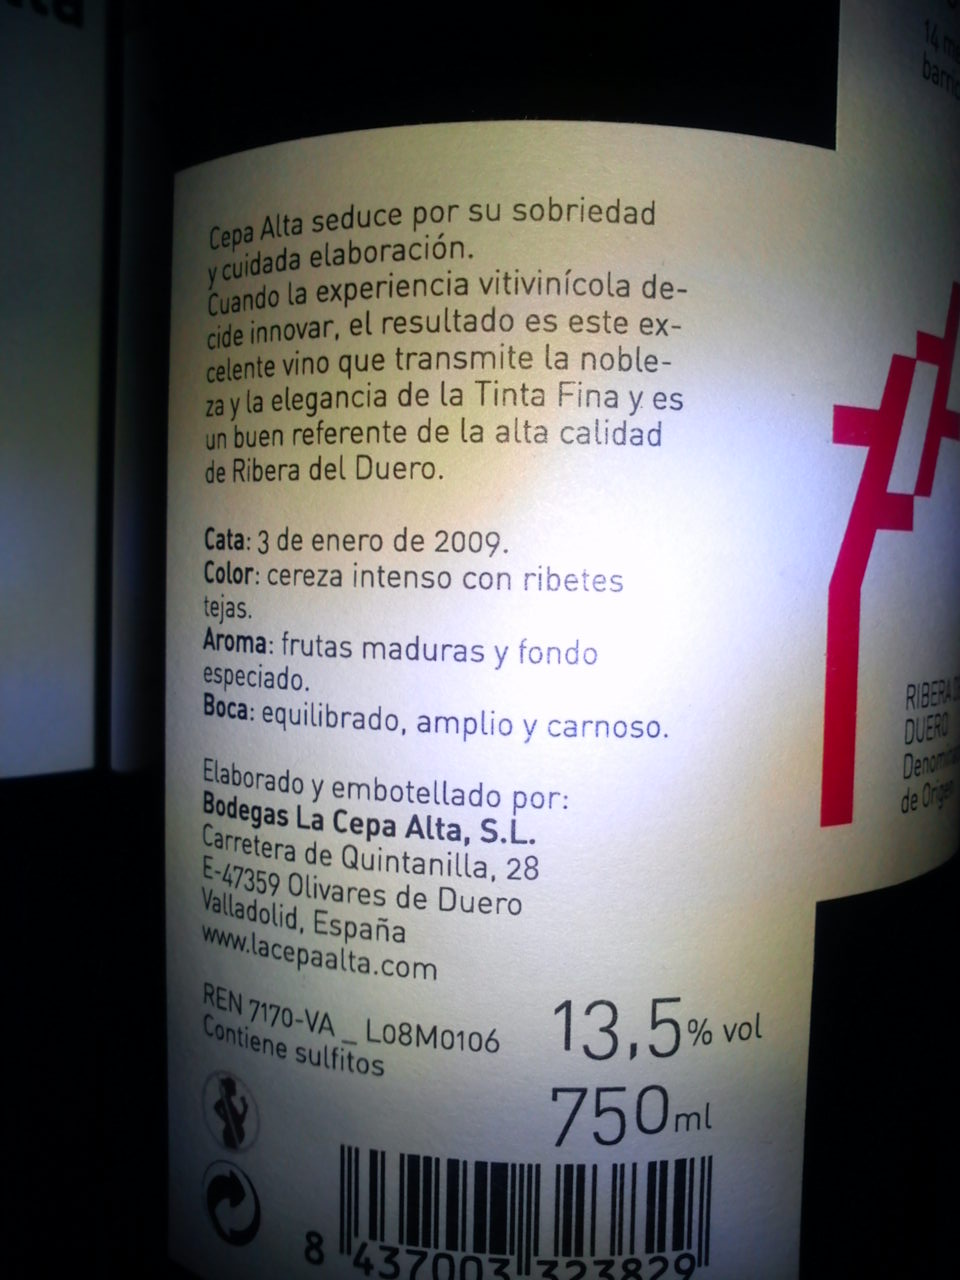 Cepa Alta seduce por su sobriedad
y cuidada elaboración.
Cuando la experiencia vitivinícola de-
cide innovar, el resultado es este ex-
celente vino que transmite la noble-
za y la elegancia de la Tinta Fina y es
un buen referente de la alta calidad
de Ribera del Duero.
Cata: 3 de enero de 2009.
Color: cereza intenso con ribetes
tejas.
Aroma: frutas maduras y fondo
especiado.
Boca: equilibrado, amplio y carnoso.
Elaborado y embotellado por:
Bodegas La Cepa Alta, S.L.
Carretera de Quintanilla, 28
E-47359 Olivares de Duero
Valladolid, España
www.lacepaalta.com
REN 7170-VA _ L08M0106
Contiene sulfitos
13,5% vol
750ml
8 437003 323829
14
RIBERA
DUERO
de